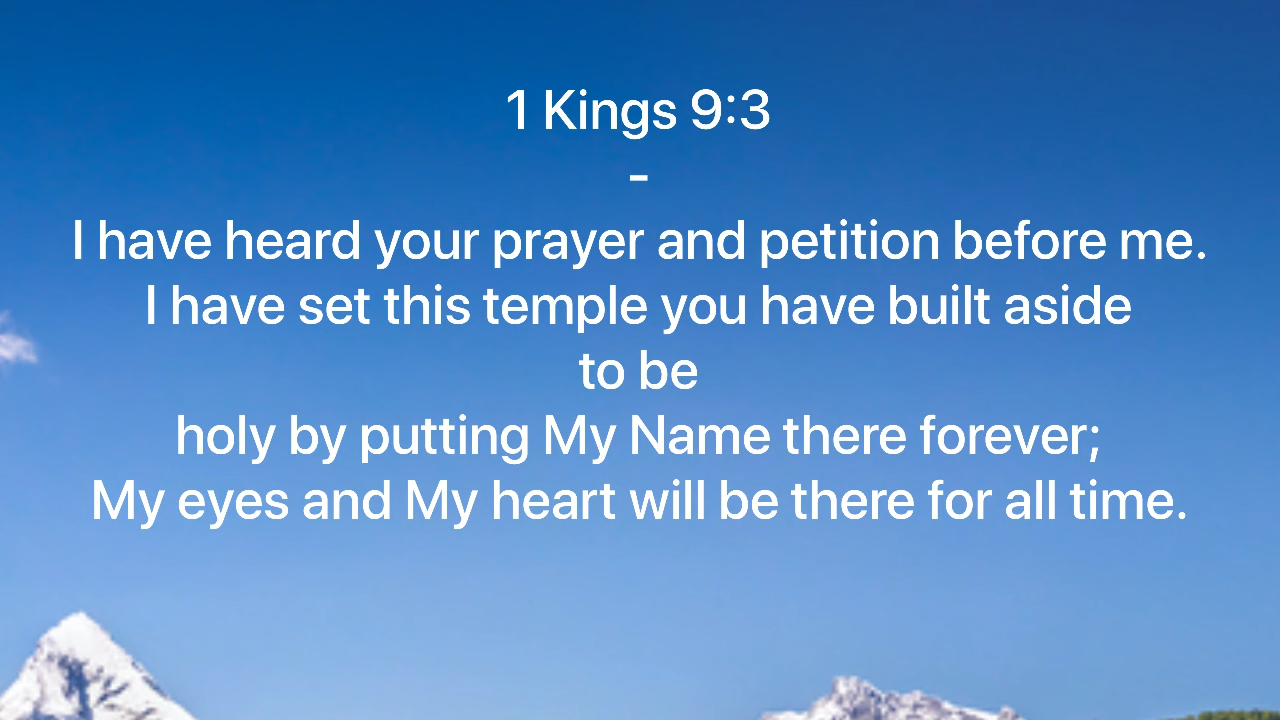 1 Kings 9:3
-
I have heard your prayer and petition before me.
I have set this temple you have built aside
to be
holy by putting My Name there forever;
My eyes and My heart will be there for all time.